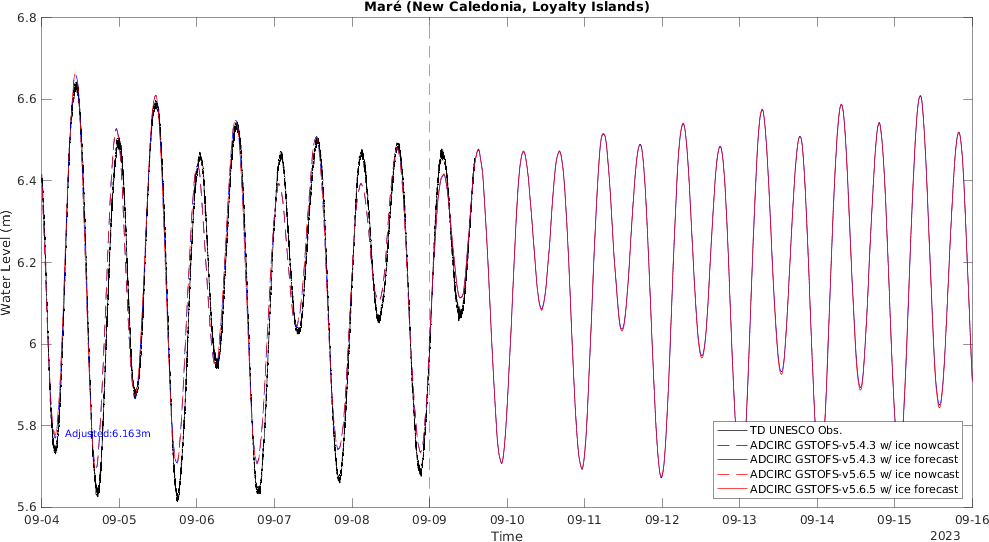 Maré (New Caledonia, Loyalty Islands)
Water Level (m)
6.8
6.6
6.4
6.2
6
5.8
5.6
Adjusted:6.163m
TD UNESCO Obs.
ADCIRC GSTOFS-v5.4.3 w/ ice nowcast
ADCIRC GSTOFS-v5.4.3 w/ ice forecast
ADCIRC GSTOFS-v5.6.5 w/ ice nowcast
ADCIRC GSTOFS-v5.6.5 w/ ice forecast
09-04 09-05 09-06 09-07 09-08 09-09 09-10 09-11 09-12 09-13 09-14 09-15 09-16
Time
2023